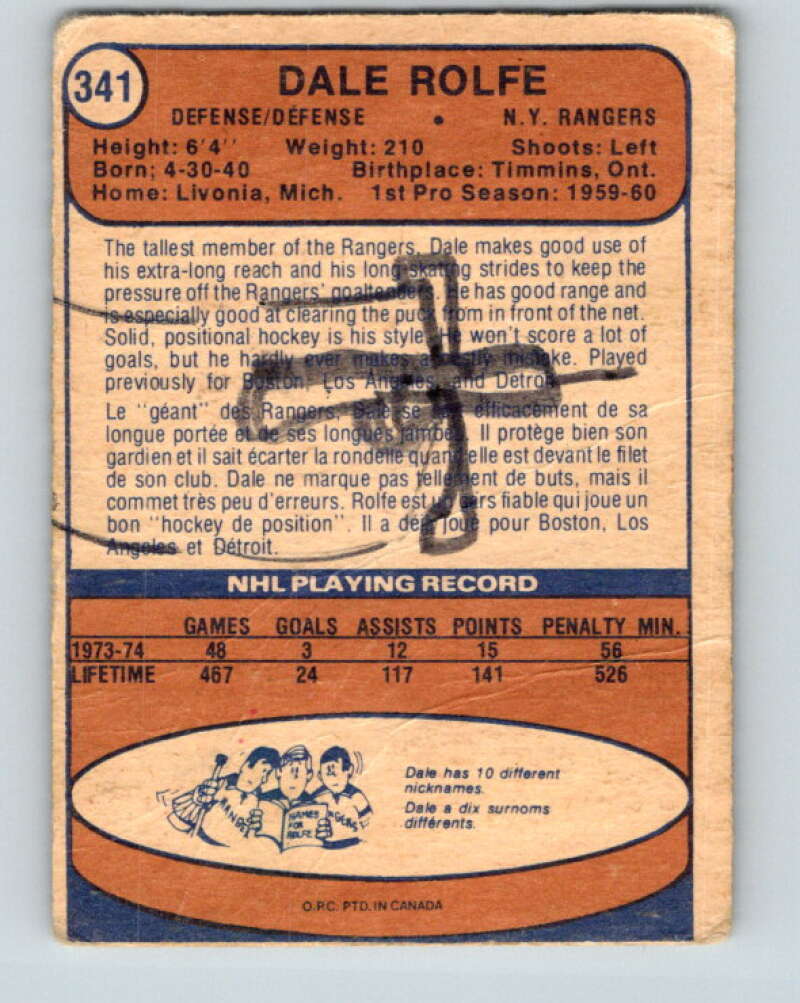 341
DALE ROLFE
DEFENSE/DÉFENSE • N.Y. RANGERS
Height: 6'4'' Weight: 210 Shoots: Left
Born; 4-30-40 Birthplace: Timmins, Ont.
Home: Livonia, Mich. 1st Pro Season: 1959-60
The tallest member of the Rangers, Dale makes good use of
his extra-long reach and his long-skating strides to keep the
pressure off the Rangers' goaltenders. He has good range and
is especially good at clearing the puck from in front of the net.
Solid, positional hockey is his style. He won't score a lot of
goals, but he hardly ever makes a costly mistake. Played
previously for Boston, Los Angeles and Detroit.
Le "géant" des Rangers, Dale se efficacement de sa
longue portée et de ses longues jambes. Il protège bien son
gardien et il sait écarter la rondelle quand elle est devant le filet
de son club. Dale ne marque pas tellement de buts, mais il
commet très peu d'erreurs. Rolfe est un gars fiable qui joue un
bon "hockey de position". Il a déjà joué pour Boston, Los
Angeles et Détroit.
NHL PLAYING RECORD
GAMES GOALS ASSISTS POINTS PENALTY MIN.
1973-74 48 3 12 15 56
LIFETIME 467 24 117 141 526
Dale has 10 different
nicknames.
Dale a dix surnoms
différents.
RANGE
NAMES
FOR
ROLFE
NGERS
O.P.C. PTD. IN CANADA